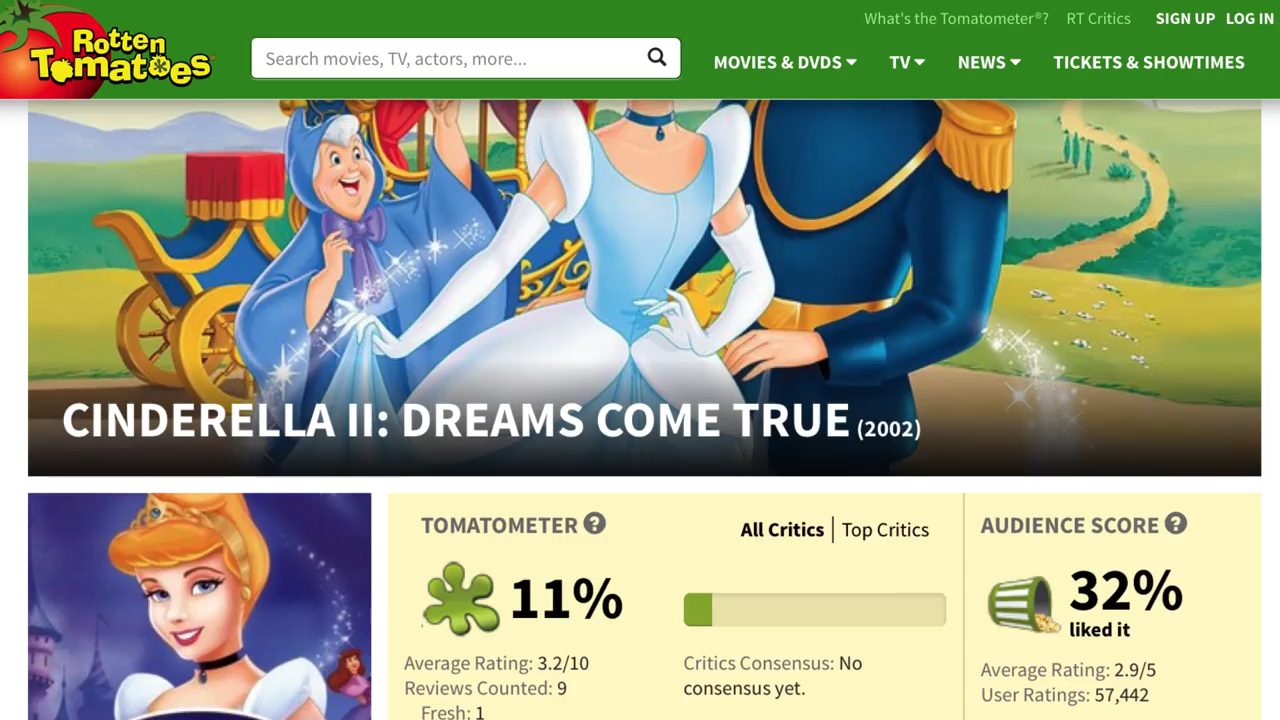 What's the Tomatometer®? RT Critics SIGN UP LOG IN
Rotten
Tomatoes®
Search movies, TV, actors, more...
MOVIES & DVDS TV NEWS TICKETS & SHOWTIMES
CINDERELLA II: DREAMS COME TRUE (2002)
TOMATOMETER ?
All Critics | Top Critics
AUDIENCE SCORE ?
11%
32%
liked it
Average Rating: 3.2/10
Reviews Counted: 9
Fresh: 1
Critics Consensus: No
consensus yet.
Average Rating: 2.9/5
User Ratings: 57,442